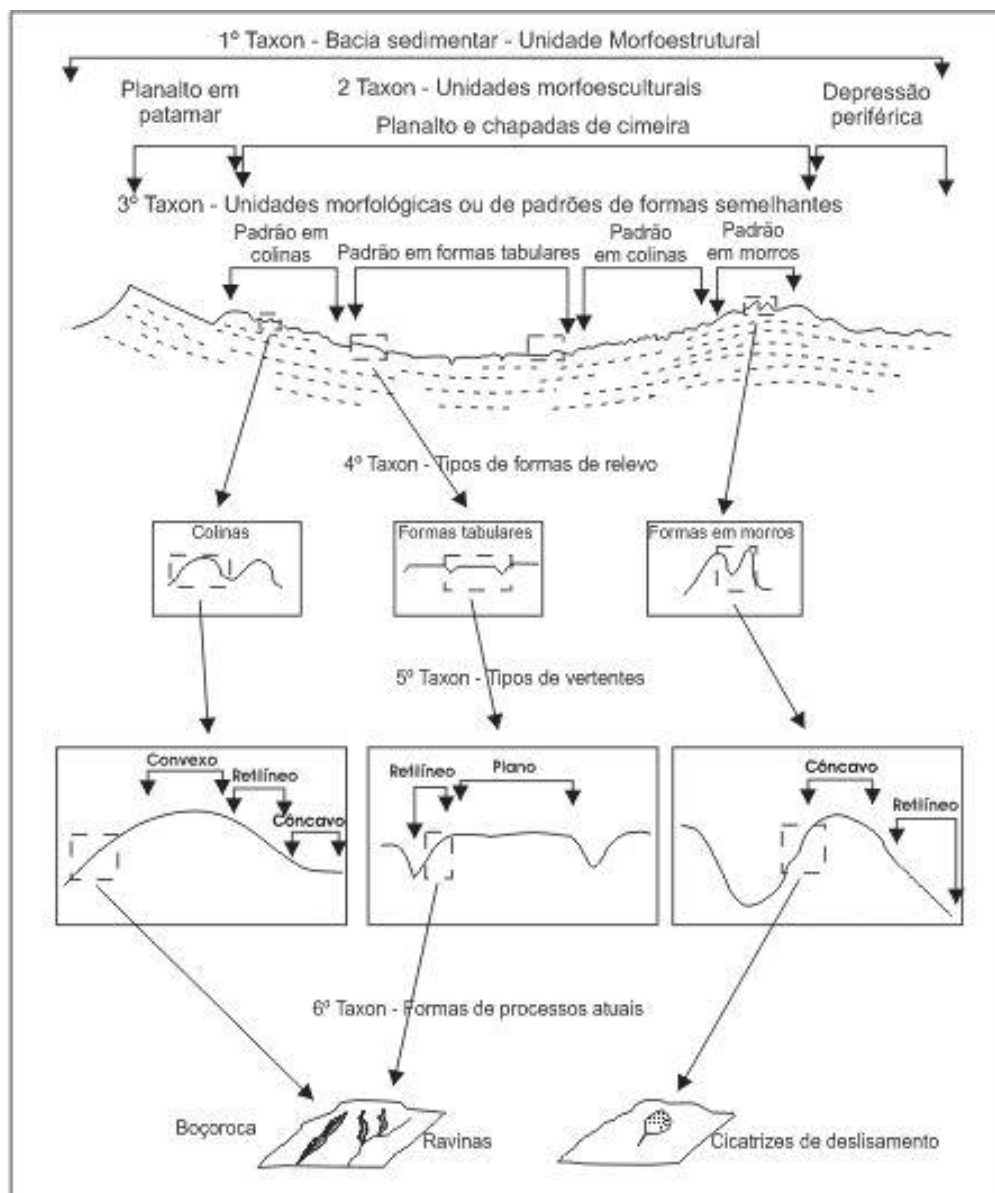 1º Taxon - Bacia sedimentar - Unidade Morfoestrutural
Planalto em
patamar
2 Taxon - Unidades morfoesculturais
Planalto e chapadas de cimeira
Depressão
periférica
3º Taxon - Unidades morfológicas ou de padrões de formas semelhantes
Padrão em
colinas
Padrão em formas tabulares
Padrão
em colinas
Padrão
em morros
4º Taxon - Tipos de formas de relevo
Colinas
Formas tabulares
Formas em morros
5º Taxon - Tipos de vertentes
Convexo
Retilíneo
Côncavo
Retilíneo
Plano
Côncavo
Retilíneo
6º Taxon - Formas de processos atuais
Boçoroca
Ravinas
Cicatrizes de deslisamento